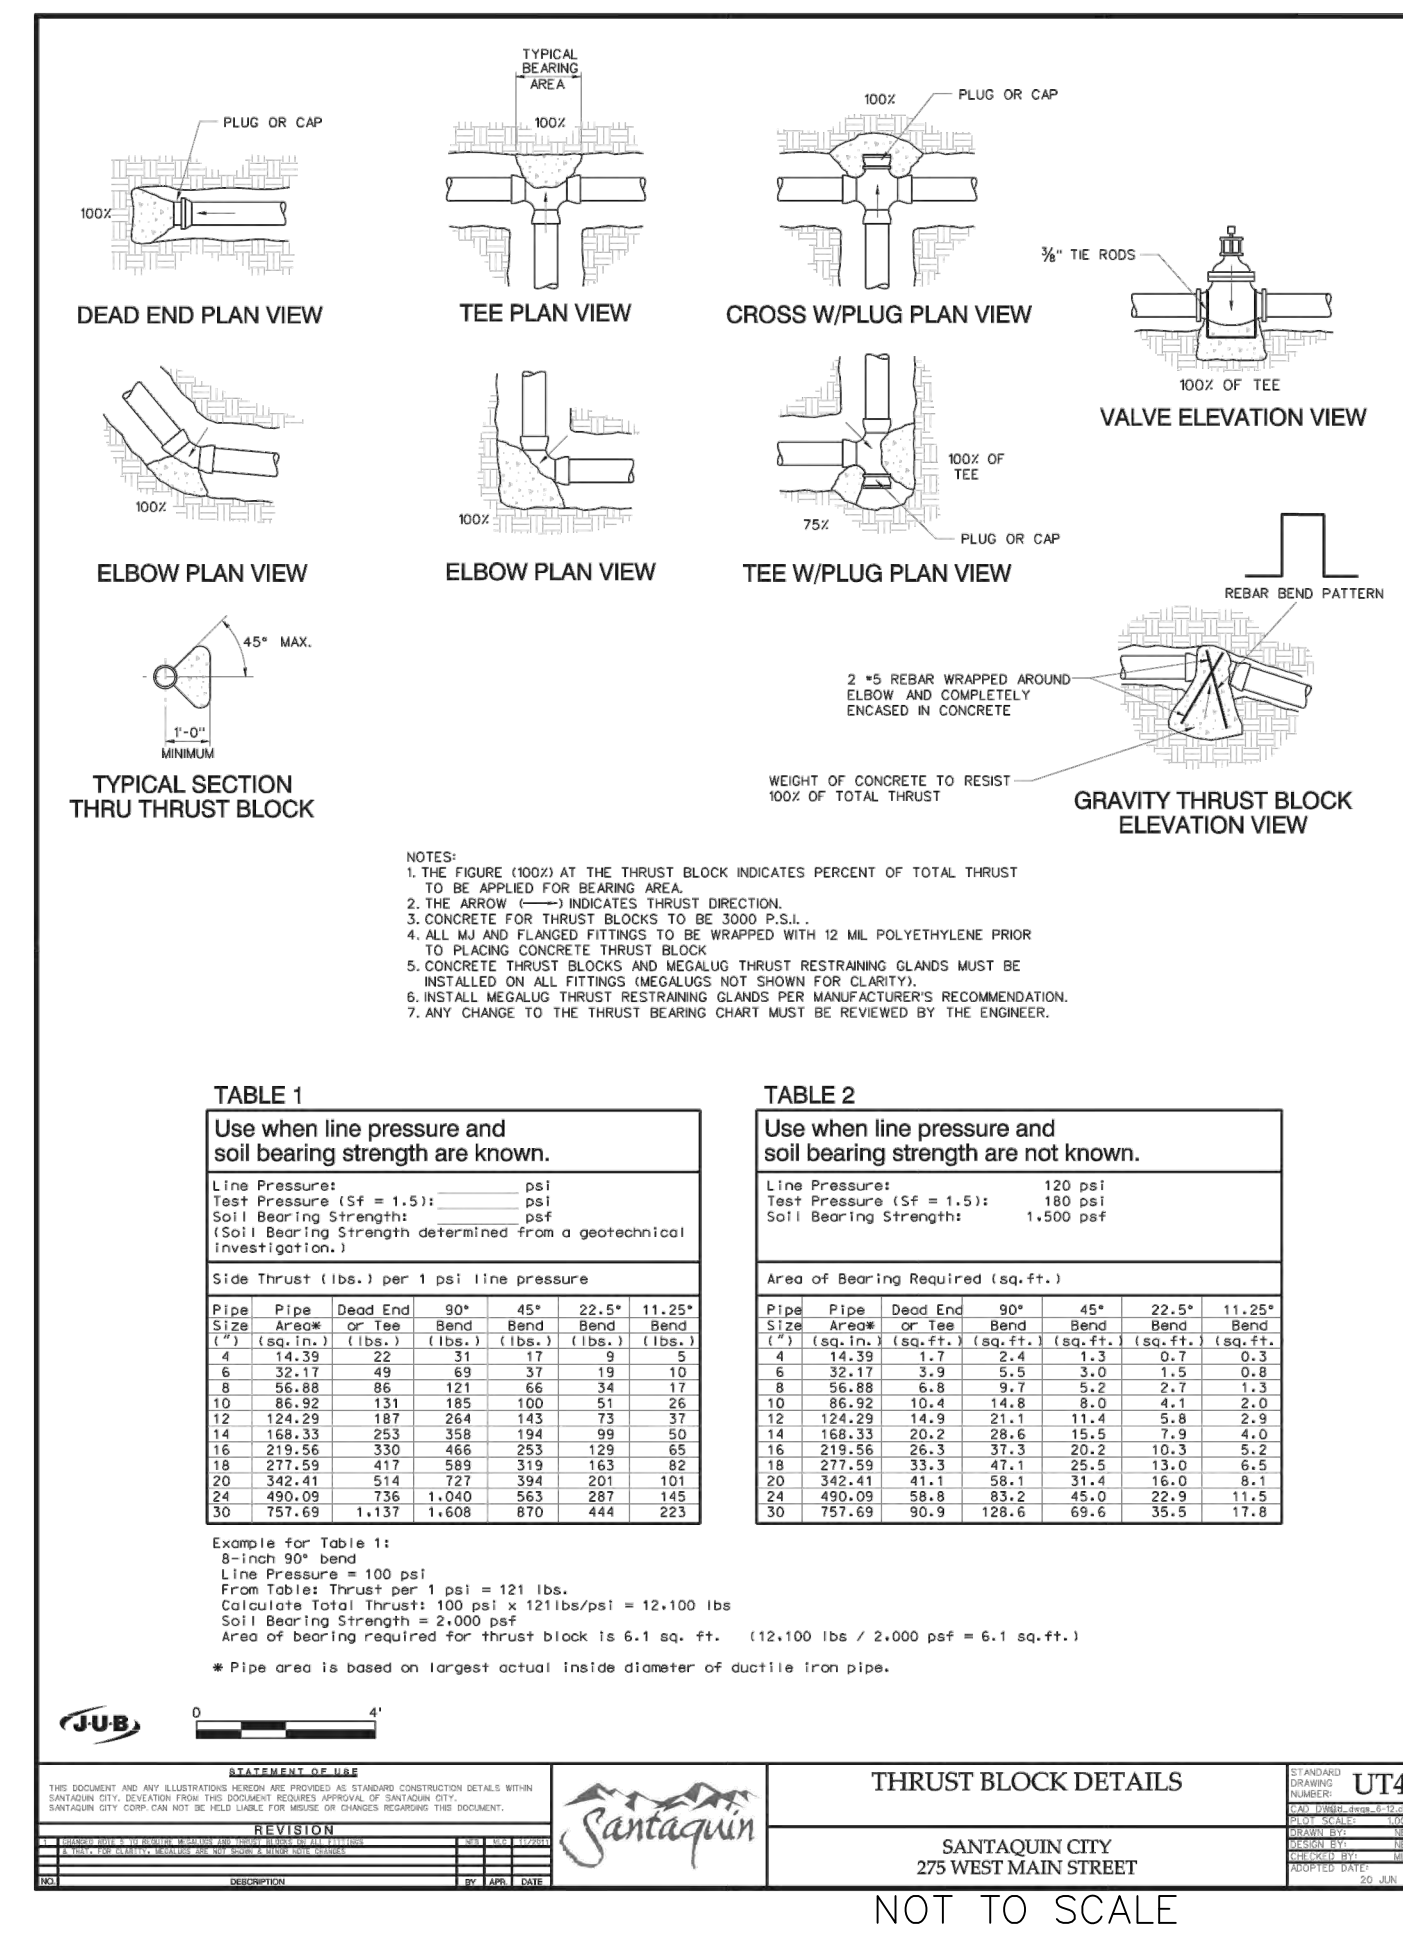 TYPICAL
BEARING
AREA
100%
PLUG OR CAP
100%
DEAD END PLAN VIEW
TEE PLAN VIEW
100%
PLUG OR CAP
CROSS W/PLUG PLAN VIEW
3/8" TIE RODS
100% OF TEE
VALVE ELEVATION VIEW
100%
ELBOW PLAN VIEW
100%
ELBOW PLAN VIEW
100% OF
TEE
75%
PLUG OR CAP
TEE W/PLUG PLAN VIEW
REBAR BEND PATTERN
45° MAX.
1'-0"
MINIMUM
TYPICAL SECTION
THRU THRUST BLOCK
2 #5 REBAR WRAPPED AROUND
ELBOW AND COMPLETELY
ENCASED IN CONCRETE
WEIGHT OF CONCRETE TO RESIST
100% OF TOTAL THRUST
GRAVITY THRUST BLOCK
ELEVATION VIEW
NOTES:
1. THE FIGURE (100%) AT THE THRUST BLOCK INDICATES PERCENT OF TOTAL THRUST
TO BE APPLIED FOR BEARING AREA.
2. THE ARROW (→) INDICATES THRUST DIRECTION.
3. CONCRETE FOR THRUST BLOCKS TO BE 3000 P.S.I..
4. ALL MJ AND FLANGED FITTINGS TO BE WRAPPED WITH 12 MIL POLYETHYLENE PRIOR
TO PLACING CONCRETE THRUST BLOCK
5. CONCRETE THRUST BLOCKS AND MEGALUG THRUST RESTRAINING GLANDS MUST BE
INSTALLED ON ALL FITTINGS (MEGALUGS NOT SHOWN FOR CLARITY).
6. INSTALL MEGALUG THRUST RESTRAINING GLANDS PER MANUFACTURER'S RECOMMENDATION.
7. ANY CHANGE TO THE THRUST BEARING CHART MUST BE REVIEWED BY THE ENGINEER.
TABLE 1
Use when line pressure and
soil bearing strength are known.
Line Pressure: ________ psi
Test Pressure (Sf = 1.5): ________ psi
Soil Bearing Strength: ________ psf
(Soil Bearing Strength determined from a geotechnical
investigation.)
Side Thrust (lbs.) per 1 psi line pressure
Pipe Pipe Dead End 90° 45° 22.5° 11.25°
Size Area* or Tee Bend Bend Bend Bend
(") (sq.in.) (lbs.) (lbs.) (lbs.) (lbs.) (lbs.)
4 14.39 22 31 17 9 5
6 32.17 49 69 37 19 10
8 56.88 86 121 66 34 17
10 86.92 131 185 100 51 26
12 124.29 187 264 143 73 37
14 168.33 253 358 194 99 50
16 219.56 330 466 253 129 65
18 277.59 417 589 319 163 82
20 342.41 514 727 394 201 101
24 490.09 736 1,040 563 287 145
30 757.69 1,137 1,608 870 444 223
TABLE 2
Use when line pressure and
soil bearing strength are not known.
Line Pressure: 120 psi
Test Pressure (Sf = 1.5): 180 psi
Soil Bearing Strength: 1,500 psf
Area of Bearing Required (sq.ft.)
Pipe Pipe Dead End 90° 45° 22.5° 11.25°
Size Area* or Tee Bend Bend Bend Bend
(") (sq.in.) (sq.ft.) (sq.ft.) (sq.ft.) (sq.ft.) (sq.ft.
4 14.39 1.7 2.4 1.3 0.7 0.3
6 32.17 3.9 5.5 3.0 1.5 0.8
8 56.88 6.8 9.7 5.2 2.7 1.3
10 86.92 10.4 14.8 8.0 4.1 2.0
12 124.29 14.9 21.1 11.4 5.8 2.9
14 168.33 20.2 28.6 15.5 7.9 4.0
16 219.56 26.3 37.3 20.2 10.3 5.2
18 277.59 33.3 47.1 25.5 13.0 6.5
20 342.41 41.1 58.1 31.4 16.0 8.1
24 490.09 58.8 83.2 45.0 22.9 11.5
30 757.69 90.9 128.6 69.6 35.5 17.8
Example for Table 1:
8-inch 90° bend
Line Pressure = 100 psi
From Table: Thrust per 1 psi = 121 lbs.
Calculate Total Thrust: 100 psi x 121lbs/psi = 12,100 lbs
Soil Bearing Strength = 2,000 psf
Area of bearing required for thrust block is 6.1 sq. ft. (12,100 lbs / 2,000 psf = 6.1 sq.ft.)
* Pipe area is based on largest actual inside diameter of ductile iron pipe.
J-U-B
0 4'
STATEMENT OF USE
THIS DOCUMENT AND ANY ILLUSTRATIONS HEREON ARE PROVIDED AS STANDARD CONSTRUCTION DETAILS WITHIN
SANTAQUIN CITY. DEVEATION FROM THIS DOCUMENT REQUIRES APPROVAL OF SANTAQUIN CITY.
SANTAQUIN CITY CORP. CAN NOT BE HELD LIABLE FOR MISUSE OR CHANGES REGARDING THIS DOCUMENT.
REVISION
1 CHANGED NOTE 5 TO REQUIRE MEGALUGS AND THRUST BLOCKS ON ALL FITTINGS
& THAT, FOR CLARITY, MEGALUGS ARE NOT SHOWN & MINOR NOTE CHANGES
NO. DESCRIPTION BY APR. DATE
Santaquin
THRUST BLOCK DETAILS
SANTAQUIN CITY
275 WEST MAIN STREET
STANDARD
DRAWING
NUMBER: UT4
PLOT SCALE:
DRAWN BY:
DESIGN BY:
CHECKED BY:
ADOPTED DATE:
20 JUN
NOT TO SCALE